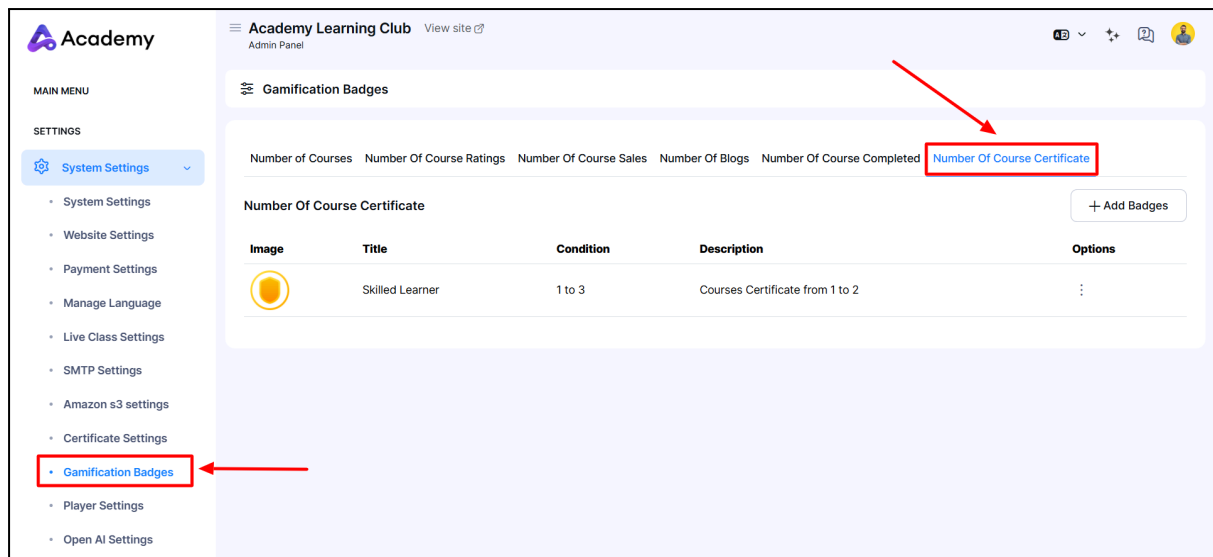 Academy
MAIN MENU
SETTINGS
System Settings
System Settings
Website Settings
Payment Settings
Manage Language
Live Class Settings
SMTP Settings
Amazon s3 settings
Certificate Settings
Gamification Badges
Player Settings
Open AI Settings
Academy Learning Club View site
Admin Panel
Gamification Badges
Number of Courses Number Of Course Ratings Number Of Course Sales Number Of Blogs Number Of Course Completed Number Of Course Certificate
Number Of Course Certificate + Add Badges
Image Title Condition Description Options
Skilled Learner 1 to 3 Courses Certificate from 1 to 2